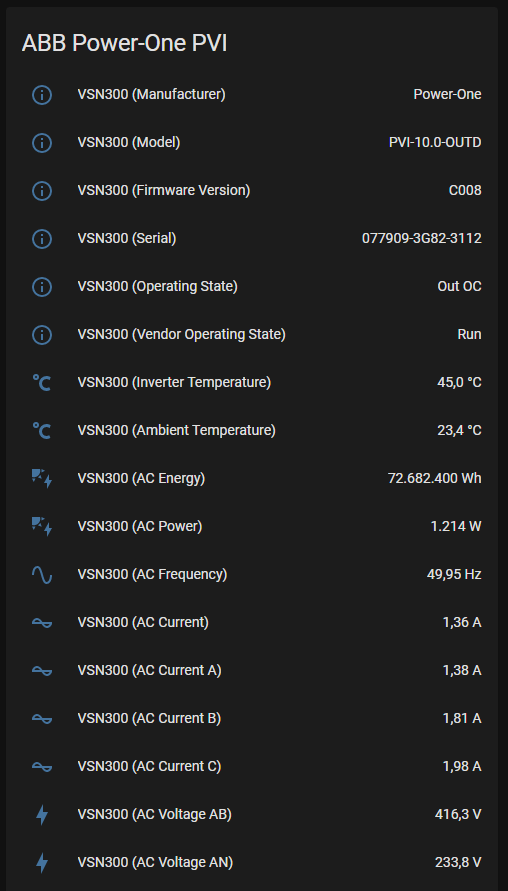 ABB Power-One PVI
VSN300 (Manufacturer) Power-One
VSN300 (Model) PVI-10.0-OUTD
VSN300 (Firmware Version) C008
VSN300 (Serial) 077909-3G82-3112
VSN300 (Operating State) Out OC
VSN300 (Vendor Operating State) Run
VSN300 (Inverter Temperature) 45,0 °C
VSN300 (Ambient Temperature) 23,4 °C
VSN300 (AC Energy) 72.682.400 Wh
VSN300 (AC Power) 1.214 W
VSN300 (AC Frequency) 49,95 Hz
VSN300 (AC Current) 1,36 A
VSN300 (AC Current A) 1,38 A
VSN300 (AC Current B) 1,81 A
VSN300 (AC Current C) 1,98 A
VSN300 (AC Voltage AB) 416,3 V
VSN300 (AC Voltage AN) 233,8 V